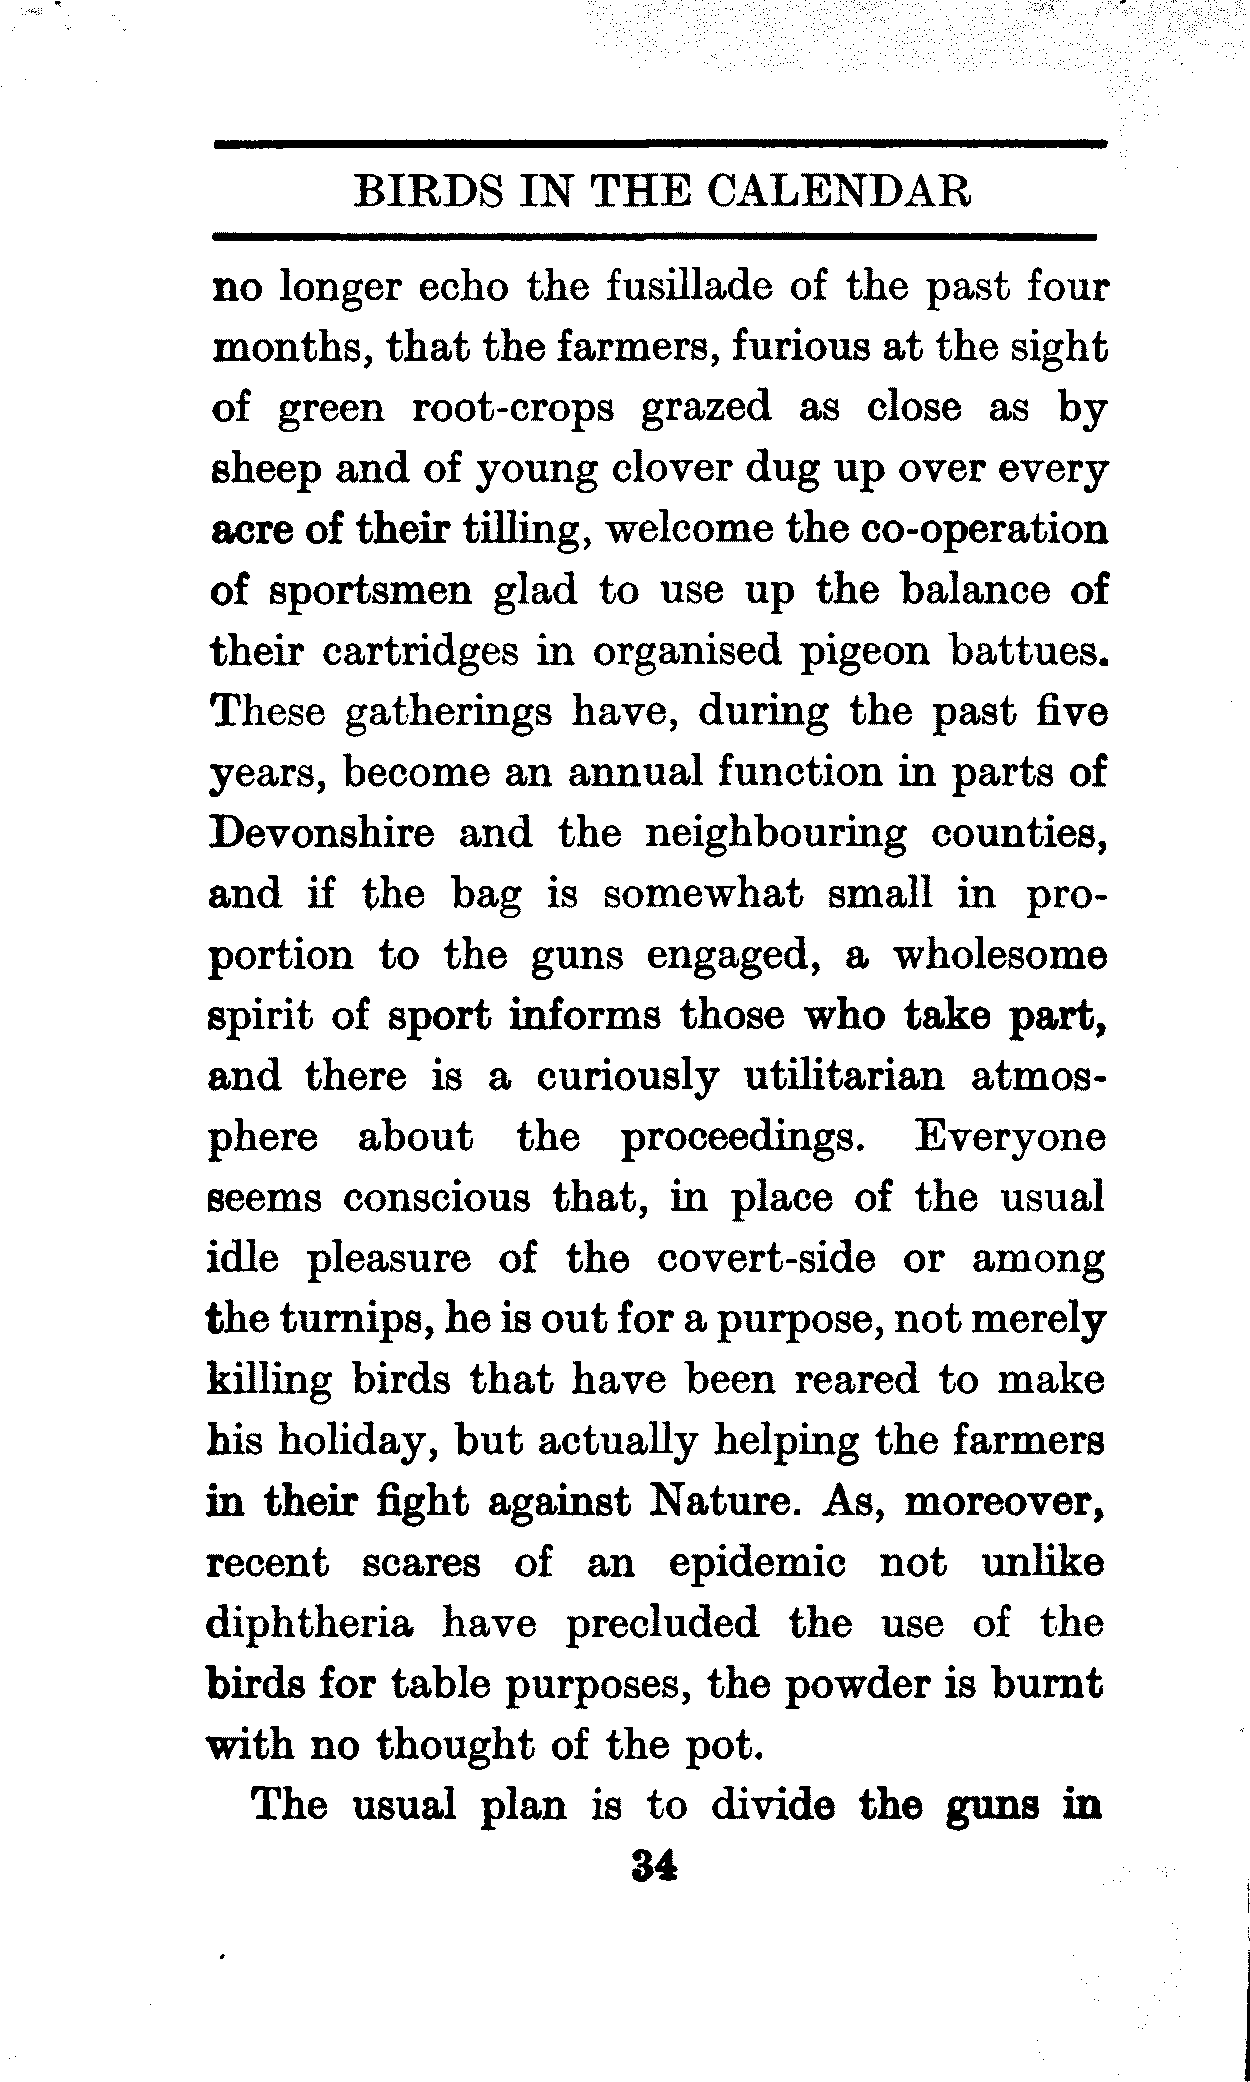 BIRDS IN THE CALENDAR
no longer echo the fusillade of the past four
months, that the farmers, furious at the sight
of green root-crops grazed as close as by
sheep and of young clover dug up over every
acre of their tilling, welcome the co-operation
of sportsmen glad to use up the balance of
their cartridges in organised pigeon battues.
These gatherings have, during the past five
years, become an annual function in parts of
Devonshire and the neighbouring counties,
and if the bag is somewhat small in pro-
portion to the guns engaged, a wholesome
spirit of sport informs those who take part,
and there is a curiously utilitarian atmos-
phere about the proceedings. Everyone
seems conscious that, in place of the usual
idle pleasure of the covert-side or among
the turnips, he is out for a purpose, not merely
killing birds that have been reared to make
his holiday, but actually helping the farmers
in their fight against Nature. As, moreover,
recent scares of an epidemic not unlike
diphtheria have precluded the use of the
birds for table purposes, the powder is burnt
with no thought of the pot.
The usual plan is to divide the guns in
34